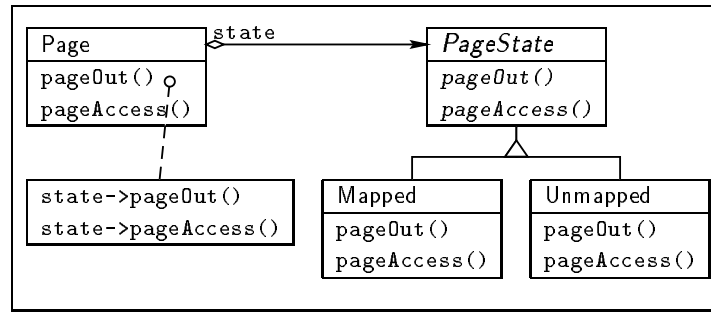 Page
pageOut()
pageAccess()
state
PageState
pageOut()
pageAccess()
state->pageOut()
state->pageAccess()
Mapped
pageOut()
pageAccess()
Unmapped
pageOut()
pageAccess()